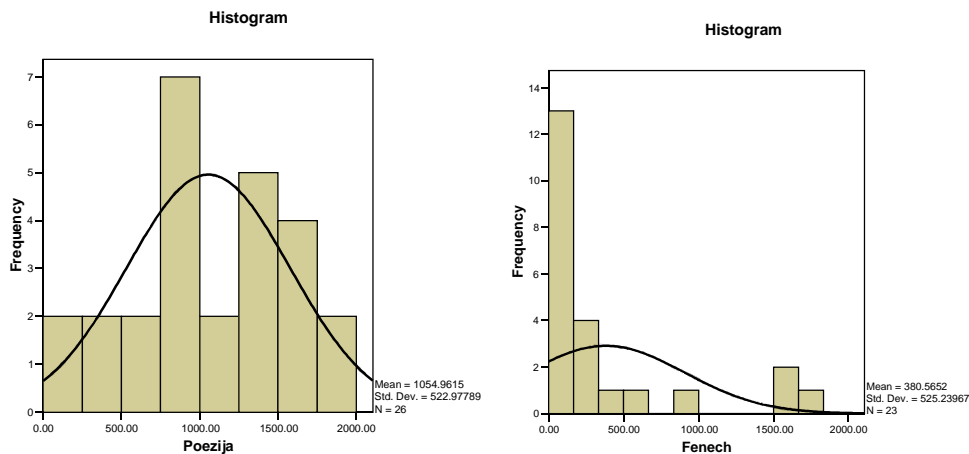 Histogram
Frequency
7
6
5
4
3
2
1
0
0.00 500.00 1000.00 1500.00 2000.00
Poezija
Mean = 1054.9615
Std. Dev. = 522.97789
N = 26
Histogram
Frequency
14
12
10
8
6
4
2
0
0.00 500.00 1000.00 1500.00 2000.00
Fenech
Mean = 380.5652
Std. Dev. = 525.23967
N = 23